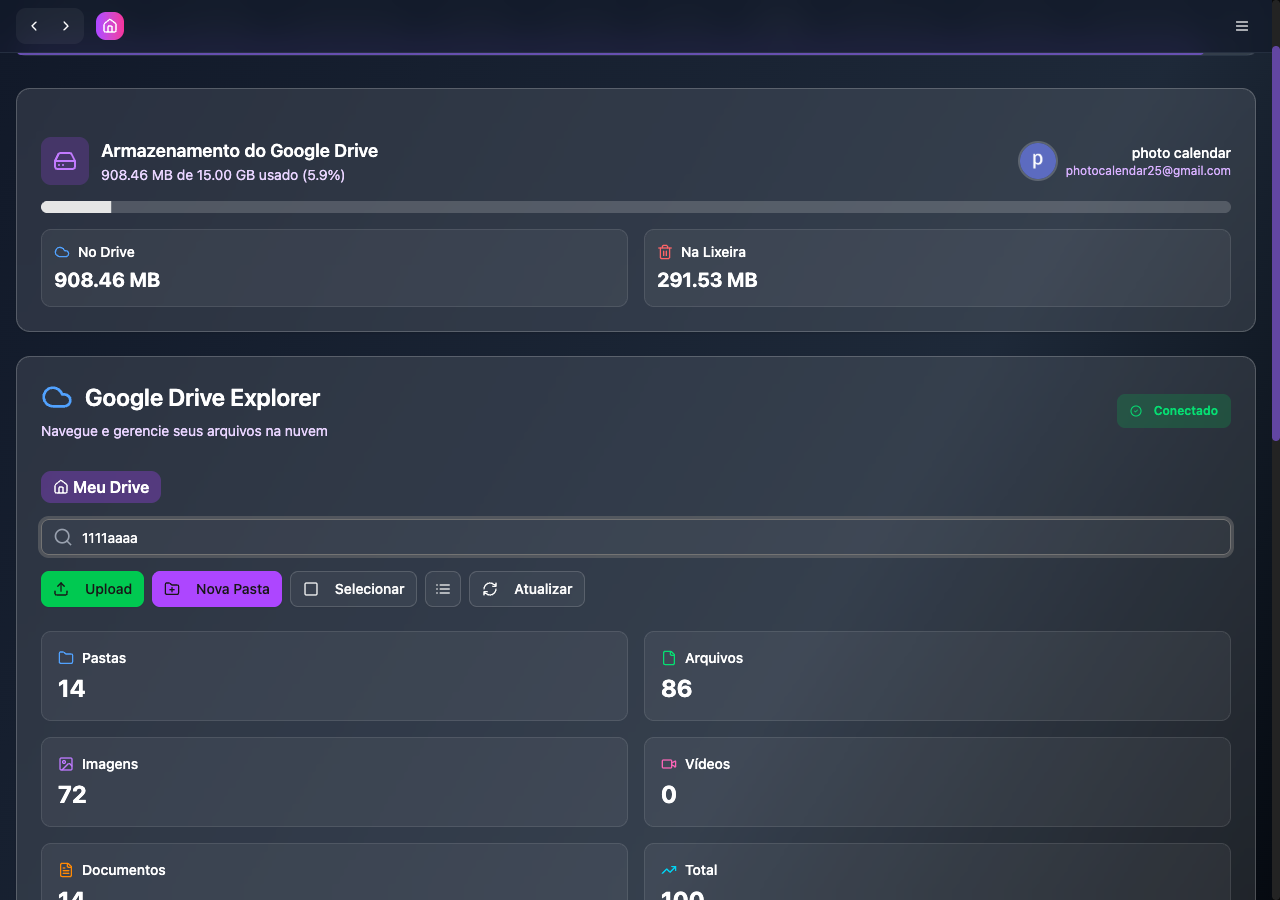 Armazenamento do Google Drive
908.46 MB de 15.00 GB usado (5.9%)
p
photo calendar
photocalendar25@gmail.com
No Drive
908.46 MB
Na Lixeira
291.53 MB
Google Drive Explorer
Navegue e gerencie seus arquivos na nuvem
Conectado
Meu Drive
1111aaaa
Upload
Nova Pasta
Selecionar
Atualizar
Pastas
14
Arquivos
86
Imagens
72
Vídeos
0
Documentos
14
Total
100